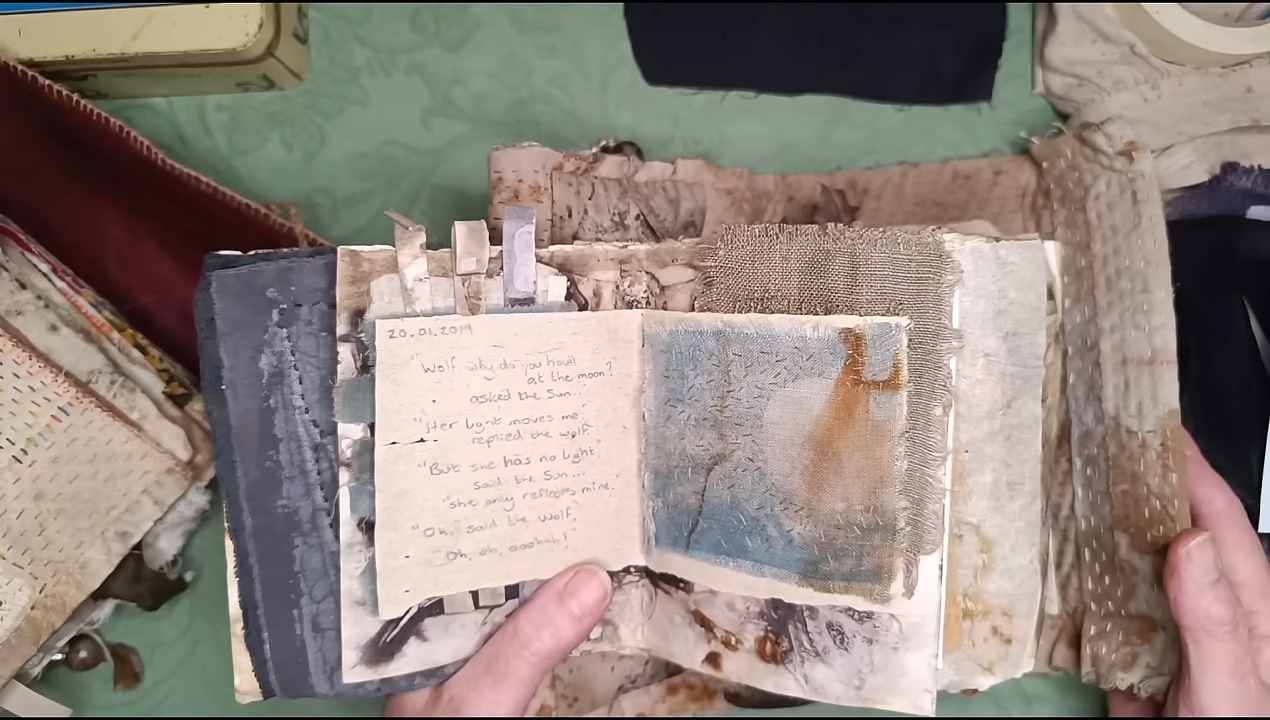 20.01.2019
"Wolf why do you howl
at the moon?
asked the Sun...
"Her light moves me,
replied the wolf."
"But she has no light,
said the Sun...
"she only reflects mine.
"Oh," said the wolf,
"Oh, oh, ooohhh!"